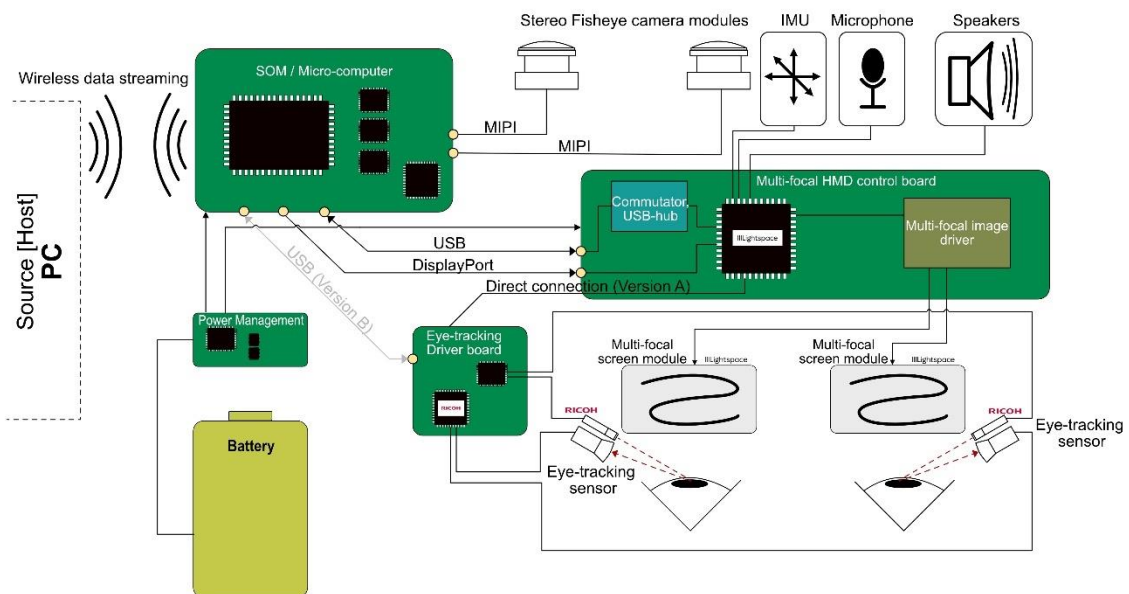 Stereo Fisheye camera modules
IMU
Microphone
Speakers
Wireless data streaming
SOM / Micro-computer
MIPI
MIPI
Source [Host]
PC
Multi-focal HMD control board
Commutator,
USB-hub
Lightspace
Multi-focal image
driver
USB
DisplayPort
Direct connection (Version A)
USB (Version B)
Power Management
Eye-tracking
Driver board
RICOH
Multi-focal
screen module
Lightspace
Multi-focal
screen module
Lightspace
RICOH
Eye-tracking
sensor
RICOH
Eye-tracking
sensor
Battery